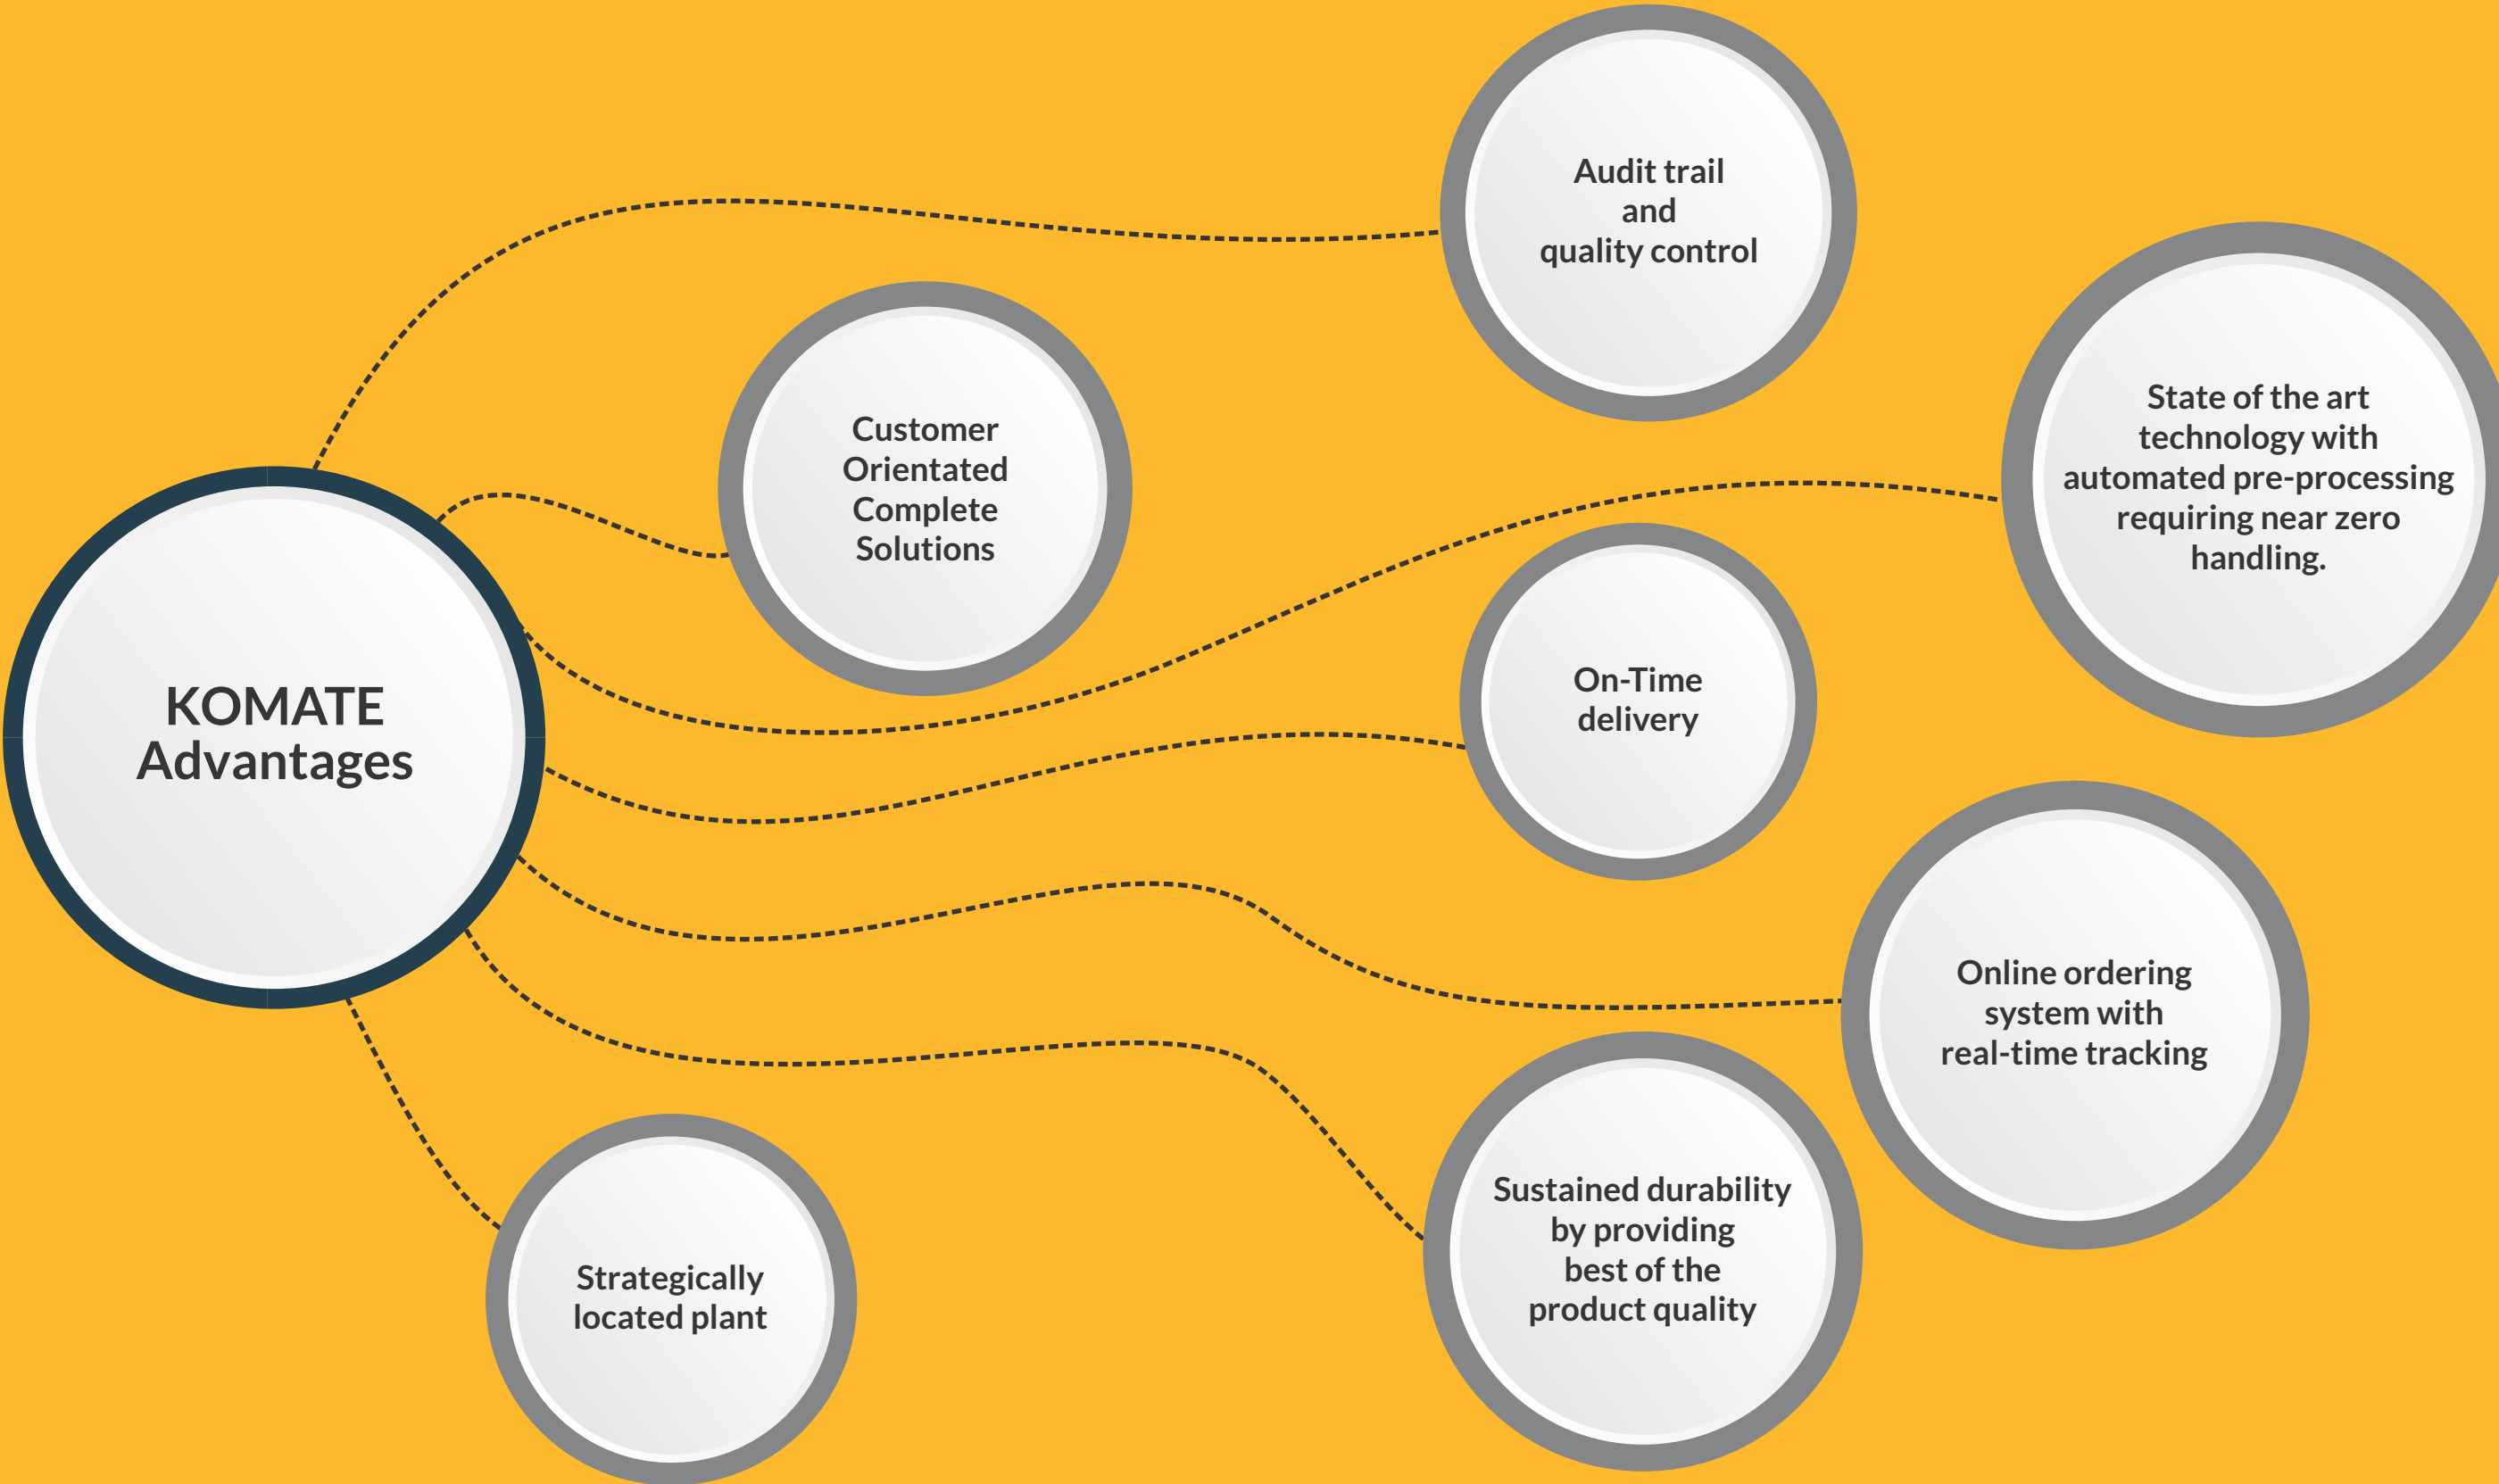 KOMATE
Advantages
Audit trail
and
quality control
Customer
Orientated
Complete
Solutions
State of the art
technology with
automated pre-processing
requiring near zero
handling.
On-Time
delivery
Online ordering
system with
real-time tracking
Sustained durability
by providing
best of the
product quality
Strategically
located plant